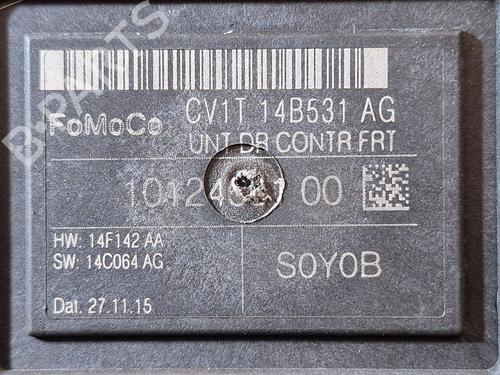 B-PARTS
FoMoCo CV1T 14B531 AG
UNT DR CONTR FRT
00
HW: 14F142 AA
SW: 14C064 AG
S0Y0B
Dat. 27.11.15